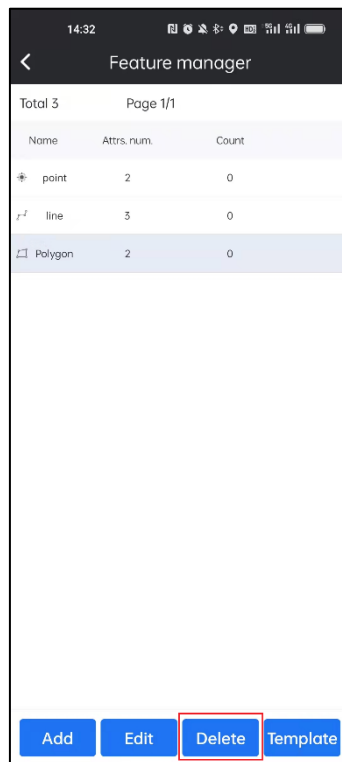 14:32
Feature manager
Total 3 Page 1/1
Name Attrs. num. Count
point 2 0
line 3 0
Polygon 2 0
Add Edit Delete Template